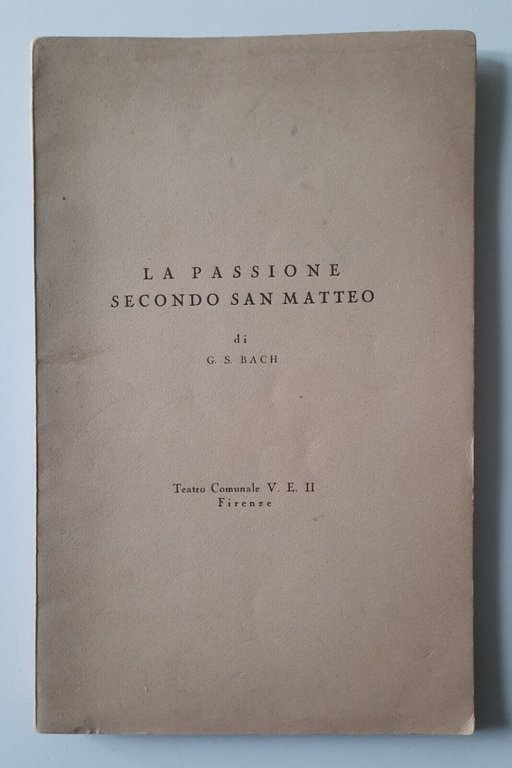 LA PASSIONE
SECONDO SAN MATTEO
di
G. S. BACH
Teatro Comunale V. E. II
Firenze